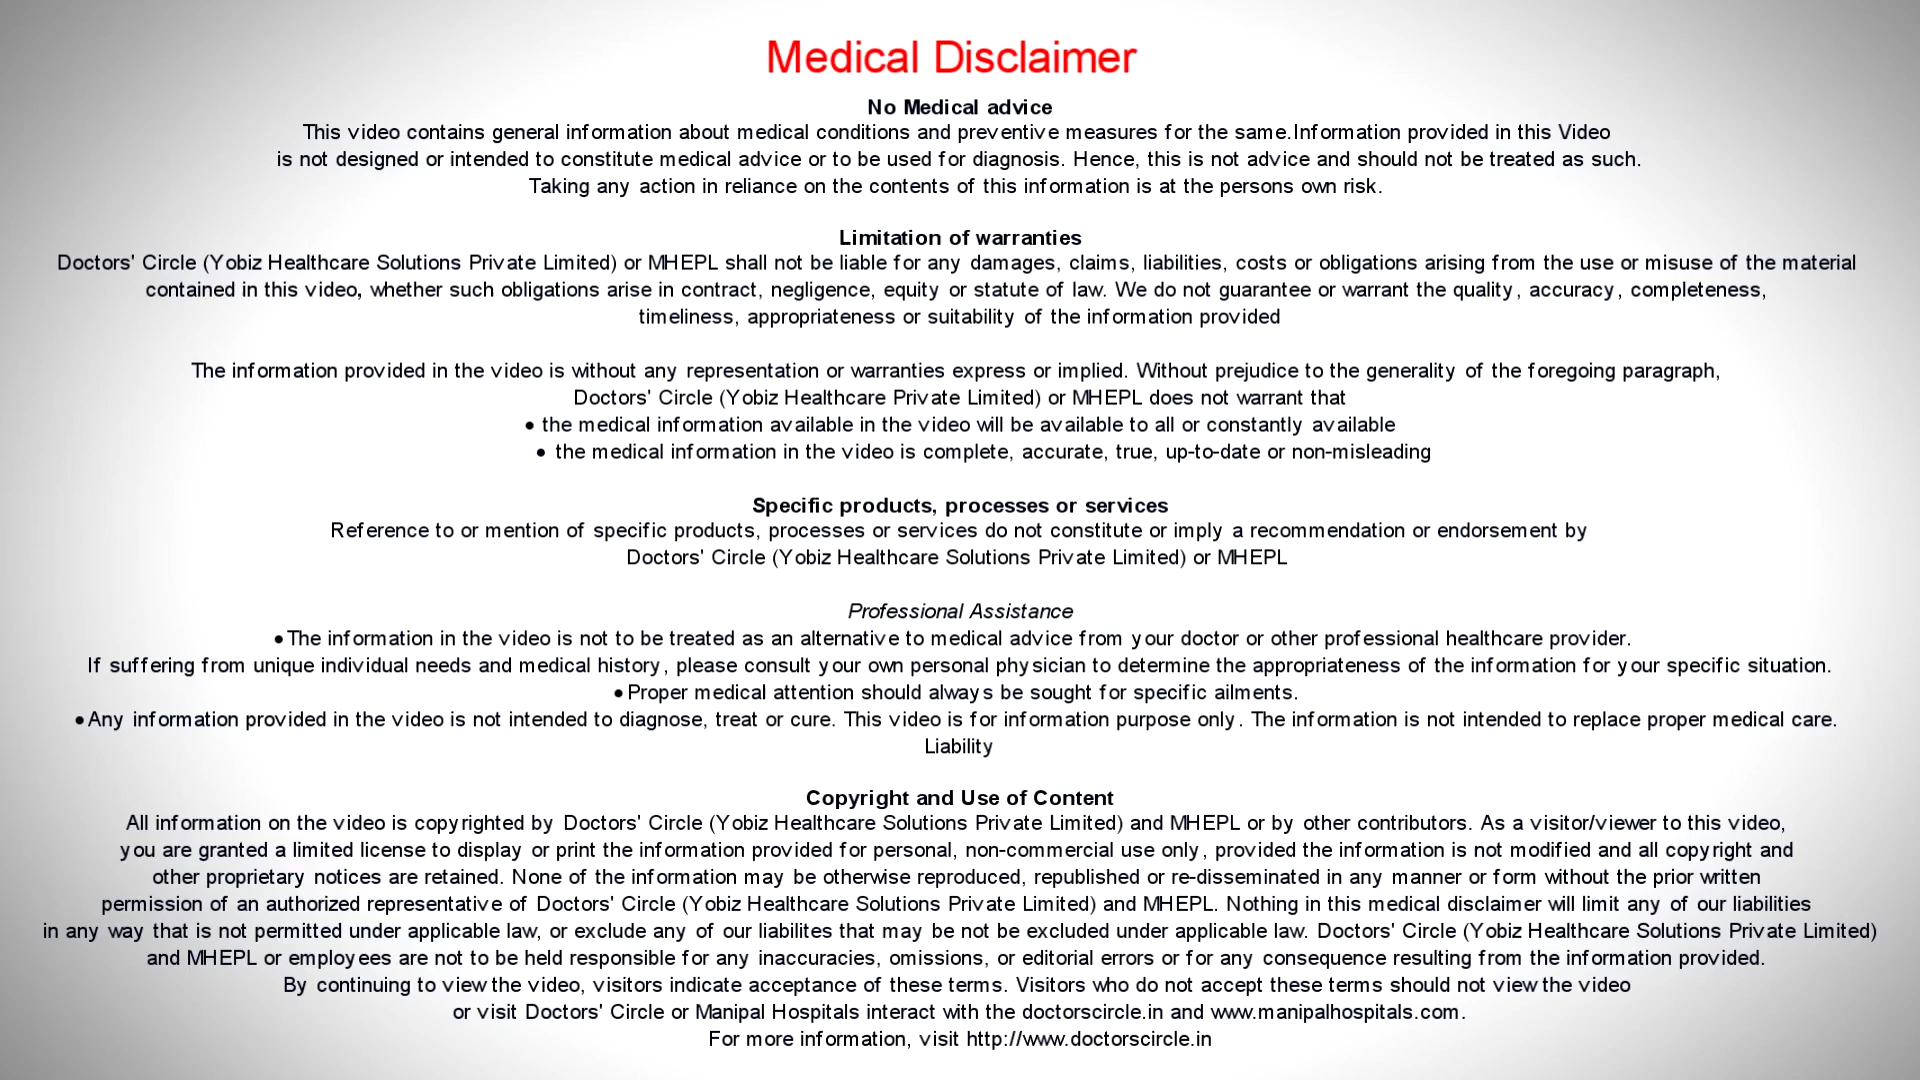 Medical Disclaimer
No Medical advice
This video contains general information about medical conditions and preventive measures for the same.Information provided in this Video
is not designed or intended to constitute medical advice or to be used for diagnosis. Hence, this is not advice and should not be treated as such.
Taking any action in reliance on the contents of this information is at the persons own risk.
Limitation of warranties
Doctors' Circle (Yobiz Healthcare Solutions Private Limited) or MHEPL shall not be liable for any damages, claims, liabilities, costs or obligations arising from the use or misuse of the material
contained in this video, whether such obligations arise in contract, negligence, equity or statute of law. We do not guarantee or warrant the quality, accuracy, completeness,
timeliness, appropriateness or suitability of the information provided
The information provided in the video is without any representation or warranties express or implied. Without prejudice to the generality of the foregoing paragraph,
Doctors' Circle (Yobiz Healthcare Private Limited) or MHEPL does not warrant that
• the medical information available in the video will be available to all or constantly available
• the medical information in the video is complete, accurate, true, up-to-date or non-misleading
Specific products, processes or services
Reference to or mention of specific products, processes or services do not constitute or imply a recommendation or endorsement by
Doctors' Circle (Yobiz Healthcare Solutions Private Limited) or MHEPL
Professional Assistance
•The information in the video is not to be treated as an alternative to medical advice from your doctor or other professional healthcare provider.
If suffering from unique individual needs and medical history, please consult your own personal physician to determine the appropriateness of the information for your specific situation.
•Proper medical attention should always be sought for specific ailments.
•Any information provided in the video is not intended to diagnose, treat or cure. This video is for information purpose only. The information is not intended to replace proper medical care.
Liability
Copyright and Use of Content
All information on the video is copyrighted by Doctors' Circle (Yobiz Healthcare Solutions Private Limited) and MHEPL or by other contributors. As a visitor/viewer to this video,
you are granted a limited license to display or print the information provided for personal, non-commercial use only, provided the information is not modified and all copyright and
other proprietary notices are retained. None of the information may be otherwise reproduced, republished or re-disseminated in any manner or form without the prior written
permission of an authorized representative of Doctors' Circle (Yobiz Healthcare Solutions Private Limited) and MHEPL. Nothing in this medical disclaimer will limit any of our liabilities
in any way that is not permitted under applicable law, or exclude any of our liabilites that may be not be excluded under applicable law. Doctors' Circle (Yobiz Healthcare Solutions Private Limited)
and MHEPL or employees are not to be held responsible for any inaccuracies, omissions, or editorial errors or for any consequence resulting from the information provided.
By continuing to view the video, visitors indicate acceptance of these terms. Visitors who do not accept these terms should not view the video
or visit Doctors' Circle or Manipal Hospitals interact with the doctorscircle.in and www.manipalhospitals.com.
For more information, visit http://www.doctorscircle.in